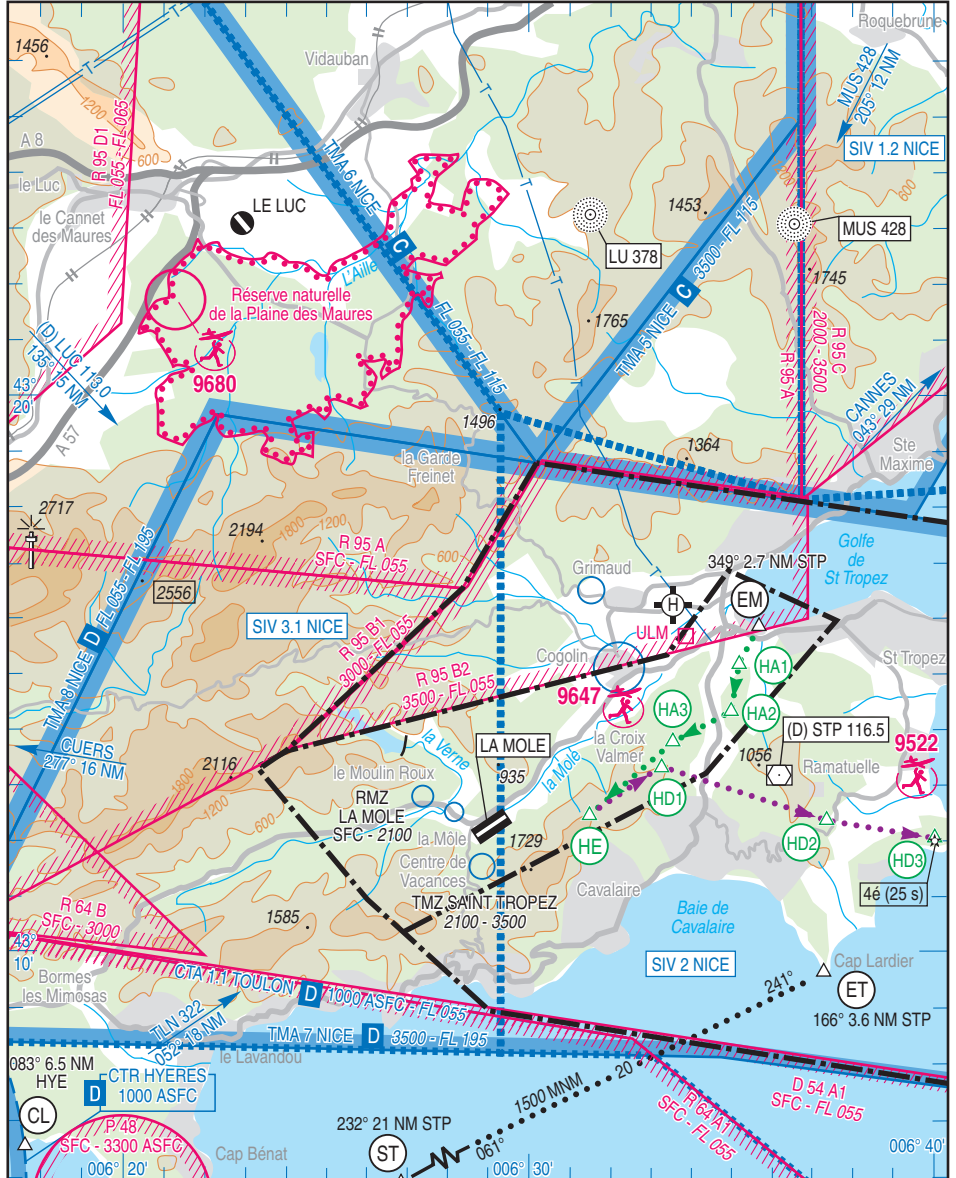 1456
1200
600
R 95 D1
FL 055 - FL 065
A 8
le Luc
le Cannet
des Maures
LE LUC
Vidauban
TMA 6 NICE
C
FL 055 - FL 115
L'Aille
Réserve naturelle
de la Plaine des Maures
9680
(D) LUC 113.0
135° 15 NM
43°
20'
A 57
Roquebrune
MUS 428
205° 12 NM
SIV 1.2 NICE
600
1453
LU 378
MUS 428
1745
1765
TMA 5 NICE
C
3500 - FL 115
R 95 C
2000 - 3500
R 95 A
CANNES
043° 29 NM
Ste
Maxime
1496
1364
la Garde
Freinet
2717
2194
1800
1200
600
R 95 A
SFC - FL 055
2556
TMA 8 NICE
D
FL 055 - FL 195
SIV 3.1 NICE
R 95 B1
3000 - FL 055
R 95 B2
3500 - FL 055
Golfe
de
St Tropez
349° 2.7 NM STP
EM
Grimaud
H
ULM
Cogolin
St Tropez
HA1
HA2
HA3
9647
la Croix
Valmer
(D) STP 116.5
1056
Ramatuelle
9522
CUERS
277° 16 NM
2116
1800
1200
600
la Verne
le Moulin Roux
LA MOLE
935
la Mole
RMZ
LA MOLE
SFC - 2100
la Môle
1729
Centre de
Vacances
HE
HD1
HD2
HD3
4é (25 s)
Cavalaire
TMZ SAINT TROPEZ
2100 - 3500
1585
R 64 B
SFC - 3000
43°
10'
Baie de
Cavalaire
SIV 2 NICE
Cap Lardier
ET
166° 3.6 NM STP
241°
Bormes
les Mimosas
CTA 1.1 TOULON
D
1000 ASFC - FL 055
TLN 322
052° 18 NM
TMA 7 NICE
D
3500 - FL 195
le Lavandou
083° 6.5 NM
HYE
CL
D
CTR HYERES
1000 ASFC
P 48
SFC - 3300 ASFC
006° 20'
Cap Bénat
232° 21 NM STP
ST
061°
1500 MNM
20
006° 30'
R 64 A1
SFC - FL 055
D 54 A1
SFC - FL 055
006° 40'